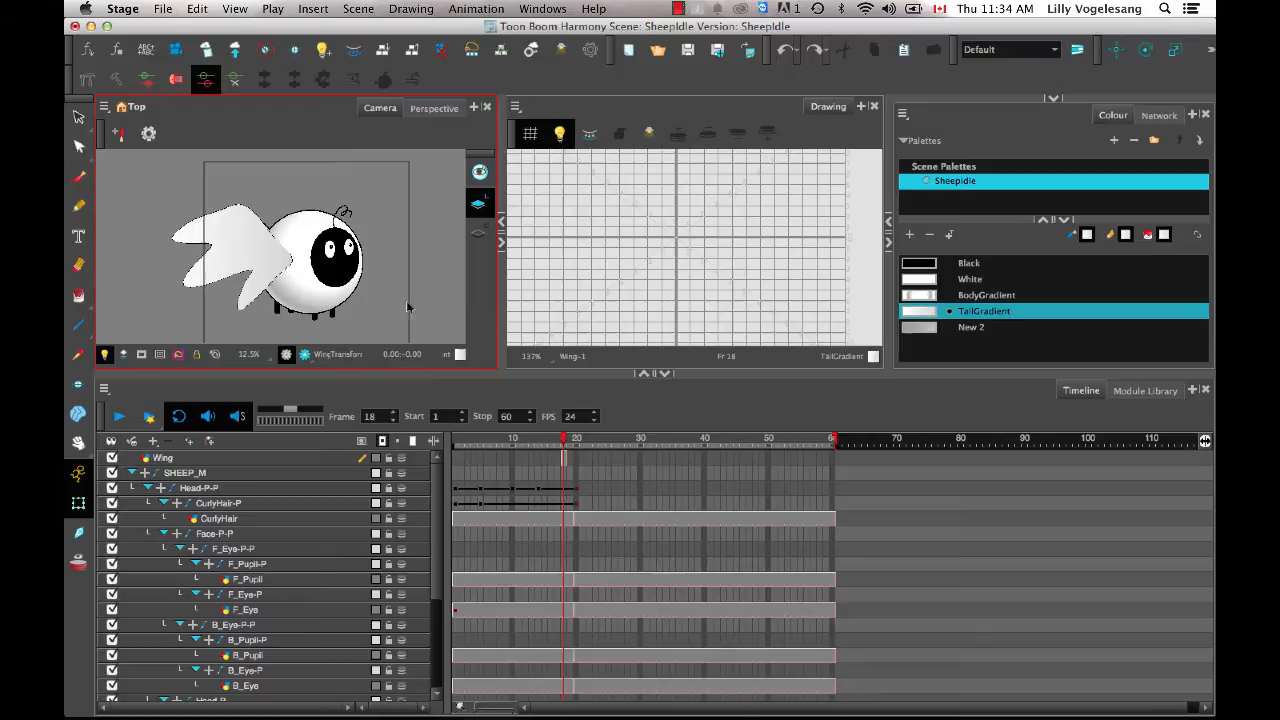 Stage File Edit View Play Insert Scene Drawing Animation Windows Help 1 Thu 11:34 AM Lilly Vogelesang
Toon Boom Harmony Scene: SheepIdle Version: SheepIdle
Default
Top Camera Perspective
Drawing
Colour Network
Palettes
Scene Palettes
SheepIdle
Black
White
BodyGradient
TailGradient
New 2
12.5% WingTransform 0.00:-0.00 nt
137% Wing-1 Fr 18 TailGradient
Timeline Module Library
Frame 18 Start 1 Stop 60 FPS 24
10 20 30 40 50 60 70 80 90 100 110
Wing
SHEEP_M
Head-P-P
CurlyHair-P
CurlyHair
Face-P-P
F_Eye-P-P
F_Pupil-P
F_Pupil
F_Eye-P
F_Eye
B_Eye-P-P
B_Pupil-P
B_Pupil
B_Eye-P
B_Eye